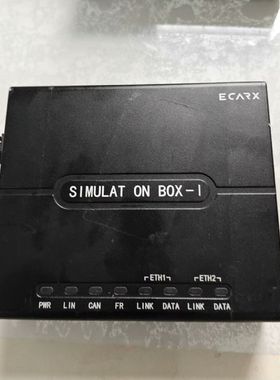 ECARX
SIMULAT ON BOX-I
ETH1 ETH2
PWR LIN CAN FR LINK DATA LINK DATA